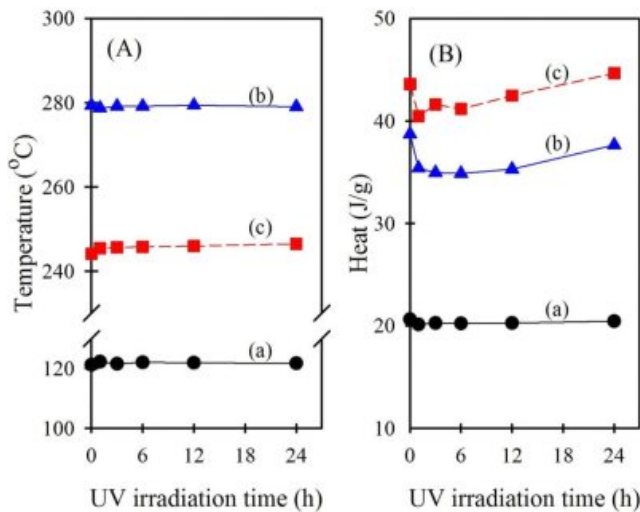 (A)
Temperature (°C)
300
280
260
240
120
100
(b)
(c)
(a)
0 6 12 18 24
UV irradiation time (h)
(B)
Heat (J/g)
50
40
30
20
10
(c)
(b)
(a)
0 6 12 18 24
UV irradiation time (h)